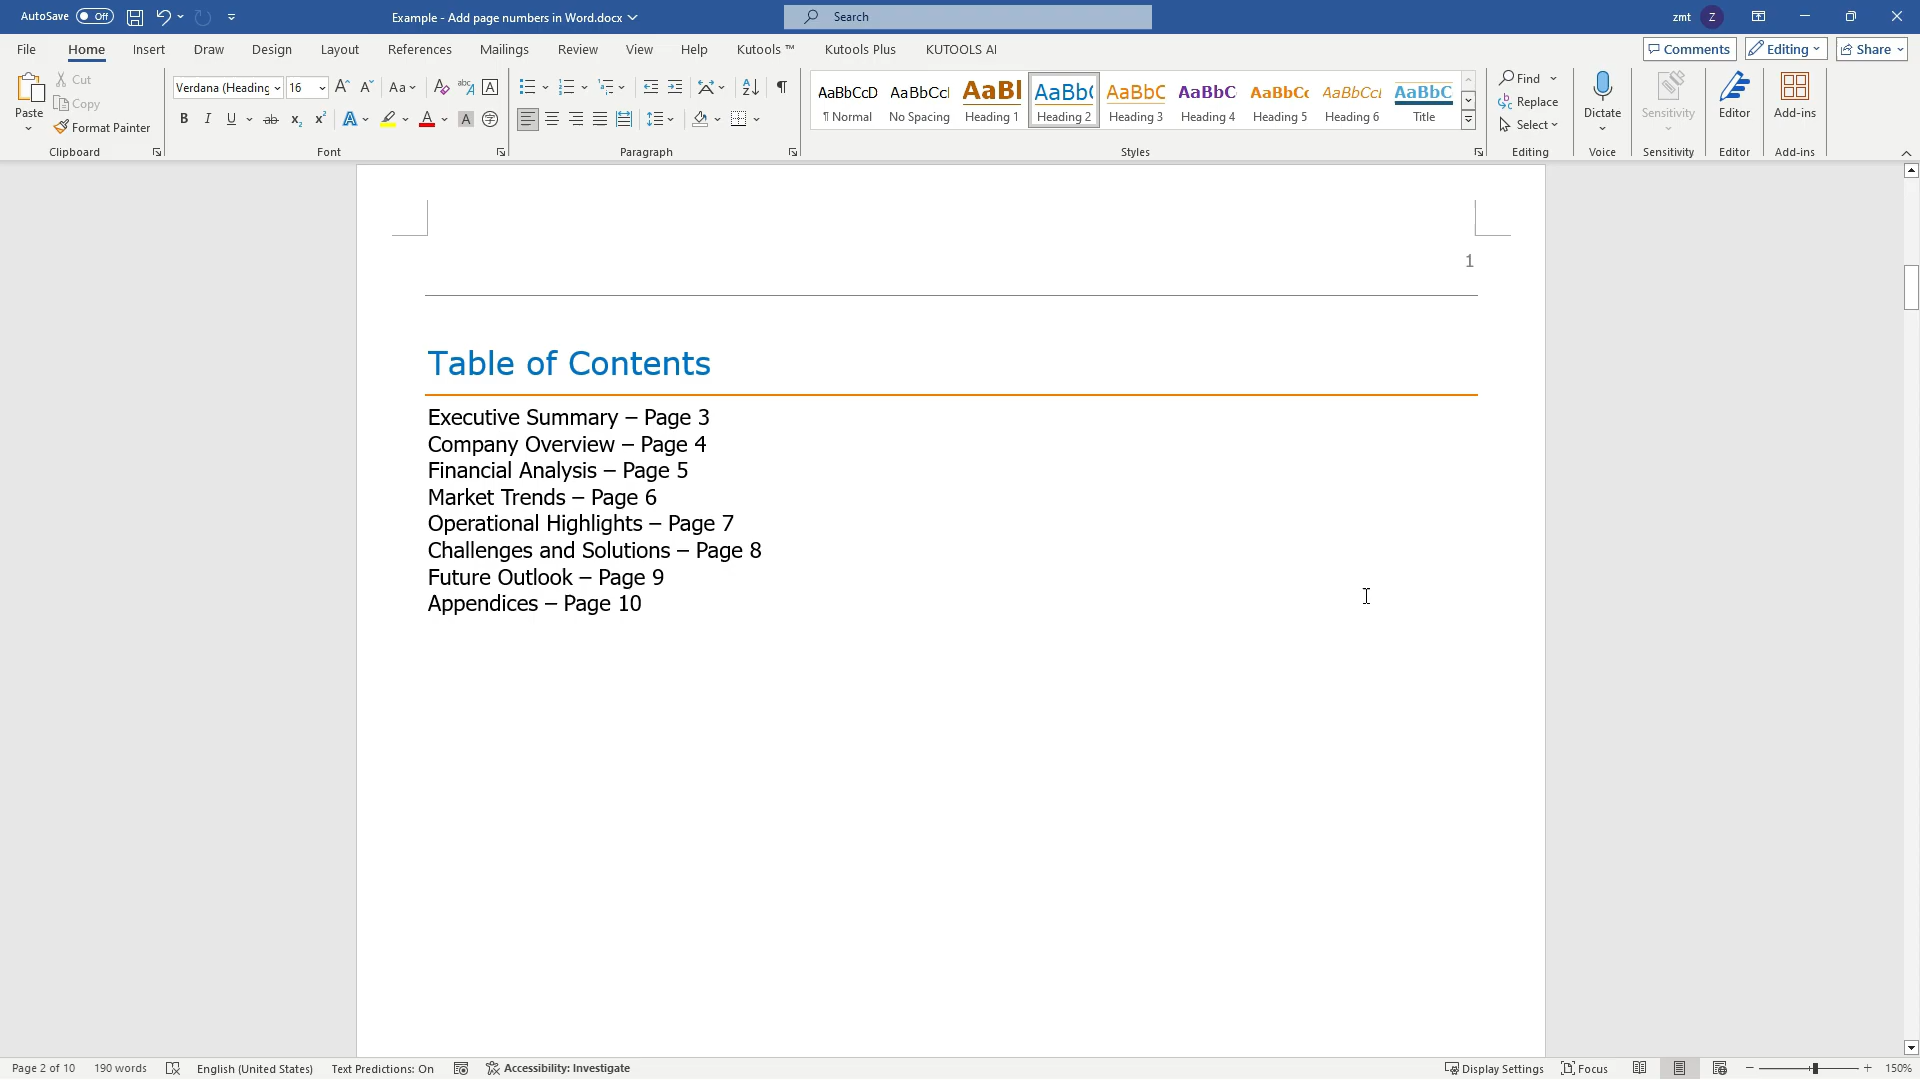 AutoSave Off Example - Add page numbers in Word.docx Search zmt Z
File Home Insert Draw Design Layout References Mailings Review View Help Kutools ™ Kutools Plus KUTOOLS AI Comments Editing Share
Paste
Cut
Copy
Format Painter
Clipboard
Verdana (Heading 16
Font
Paragraph
AaBbCcD AaBbCcI AaBl AaBb( AaBbC AaBbC AaBbCc AaBbCcL AaBbC
¶ Normal No Spacing Heading 1 Heading 2 Heading 3 Heading 4 Heading 5 Heading 6 Title
Styles
Find
Replace
Select
Editing
Dictate
Voice
Sensitivity
Sensitivity
Editor
Editor
Add-ins
Add-ins
1
Table of Contents
Executive Summary – Page 3
Company Overview – Page 4
Financial Analysis – Page 5
Market Trends – Page 6
Operational Highlights – Page 7
Challenges and Solutions – Page 8
Future Outlook – Page 9
Appendices – Page 10
Page 2 of 10 190 words English (United States) Text Predictions: On Accessibility: Investigate Display Settings Focus 150%